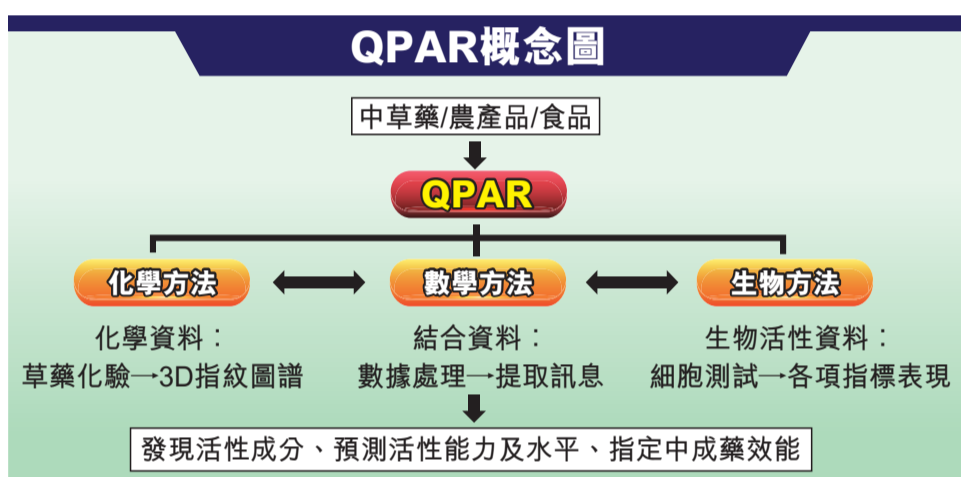 QPAR概念圖
中草藥/農產品/食品
QPAR
化學方法
數學方法
生物方法
化學資料：
草藥化驗→3D指紋圖譜
結合資料：
數據處理→提取訊息
生物活性資料：
細胞測試→各項指標表現
發現活性成分、預測活性能力及水平、指定中成藥效能